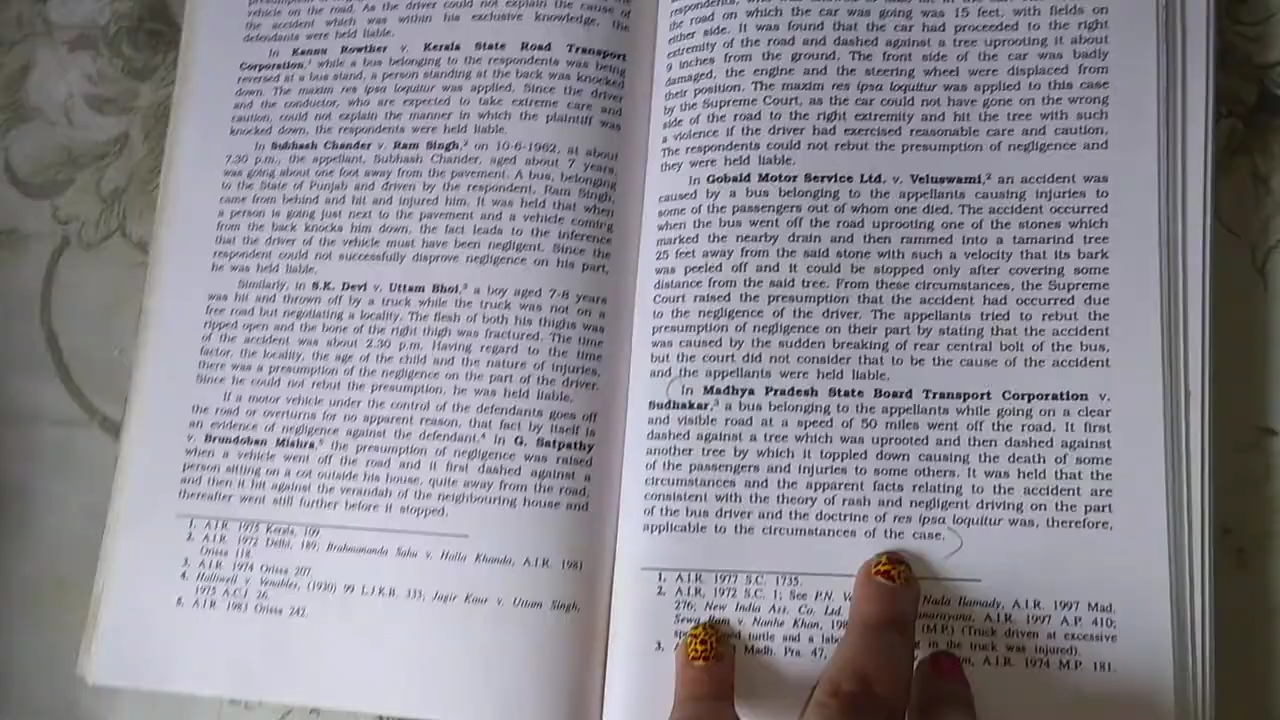 vehicle on the road. As the driver could not explain the cause of
the accident which was within his exclusive knowledge, the
defendants were held liable.
In Kannu Rowther v. Kerala State Road Transport
Corporation,¹ while a bus belonging to the respondents was being
reversed at a bus stand, a person standing at the back was knocked
down. The maxim res ipsa loquitur was applied. Since the driver
and the conductor, who are expected to take extreme care and
caution, could not explain the manner in which the plaintiff was
knocked down, the respondents were held liable.
In Subhash Chander v. Ram Singh,² on 10-6-1962, at about
7.30 p.m., the appellant, Subhash Chander, aged about 7 years,
was going about one foot away from the pavement. A bus, belonging
to the State of Punjab and driven by the respondent, Ram Singh,
came from behind and hit and injured him. It was held that when
a person is going just next to the pavement and a vehicle coming
from the back knocks him down, the fact leads to the inference
that the driver of the vehicle must have been negligent. Since the
respondent could not successfully disprove negligence on his part,
he was held liable.
Similarly, in S.K. Devi v. Uttam Bhoi,³ a boy aged 7-8 years
was hit and thrown off by a truck while the truck was not on a
free road but negotiating a locality. The flesh of both his thighs was
ripped open and the bone of the right thigh was fractured. The time
of the accident was about 2.30 p.m. Having regard to the time
factor, the locality, the age of the child and the nature of injuries,
there was a presumption of the negligence on the part of the driver.
Since he could not rebut the presumption, he was held liable.
If a motor vehicle under the control of the defendants goes off
the road or overturns for no apparent reason, that fact by itself is
an evidence of negligence against the defendant.⁴ In G. Satpathy
v. Brundoban Mishra,⁵ the presumption of negligence was raised
when a vehicle went off the road and it first dashed against a
person sitting on a cot outside his house, quite away from the road,
and then it hit against the verandah of the neighbouring house and
thereafter went still further before it stopped.
1. A.I.R. 1975 Kerala, 109
2. A.I.R. 1972 Delhi, 189; Brahmananda Sahu v. Halla Khanda, A.I.R. 1981
Orissa 118.
3. A.I.R. 1974 Orissa 207.
4. Halliwell v. Venables, (1930) 99 L.J.K.B. 353; Jagir Kaur v. Uttam Singh,
1975 A.C.J. 26.
5. A.I.R. 1983 Orissa 242.
the road on which the car was going was 15 feet, with fields on
either side. It was found that the car had proceeded to the right
extremity of the road and dashed against a tree uprooting it about
9 inches from the ground. The front side of the car was badly
damaged, the engine and the steering wheel were displaced from
their position. The maxim res ipsa loquitur was applied to this case
by the Supreme Court, as the car could not have gone on the wrong
side of the road to the right extremity and hit the tree with such
a violence if the driver had exercised reasonable care and caution.
The respondents could not rebut the presumption of negligence and
they were held liable.
In Gobald Motor Service Ltd. v. Veluswami,² an accident was
caused by a bus belonging to the appellants causing injuries to
some of the passengers out of whom one died. The accident occurred
when the bus went off the road uprooting one of the stones which
marked the nearby drain and then rammed into a tamarind tree
25 feet away from the said stone with such a velocity that its bark
was peeled off and it could be stopped only after covering some
distance from the said tree. From these circumstances, the Supreme
Court raised the presumption that the accident had occurred due
to the negligence of the driver. The appellants tried to rebut the
presumption of negligence on their part by stating that the accident
was caused by the sudden breaking of rear central bolt of the bus,
but the court did not consider that to be the cause of the accident
and the appellants were held liable.
In Madhya Pradesh State Board Transport Corporation v.
Sudhakar,³ a bus belonging to the appellants while going on a clear
and visible road at a speed of 50 miles went off the road. It first
dashed against a tree which was uprooted and then dashed against
another tree by which it toppled down causing the death of some
of the passengers and injuries to some others. It was held that the
circumstances and the apparent facts relating to the accident are
consistent with the theory of rash and negligent driving on the part
of the bus driver and the doctrine of res ipsa loquitur was, therefore,
applicable to the circumstances of the case.
1. A.I.R. 1977 S.C. 1735.
2. A.I.R. 1972 S.C. 1; See P.N. Nada Ilamady, A.I.R. 1997 Mad.
276; New India Ass. Co. Ltd. A.I.R. 1997 A.P. 410;
Sewa Ram v. Nanhe Khan, (M.P.) (Truck driven at excessive
turtle and a in the truck was injured).
3. Madh. Pra. 47, A.I.R. 1974 M.P. 181.